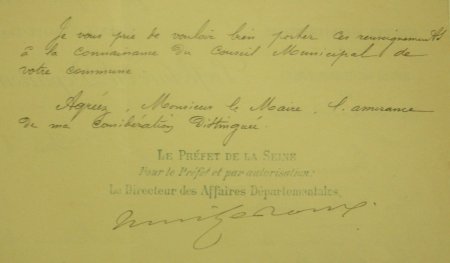 Je vous prie de vouloir bien porter ces renseignements
à la connaissance du Conseil Municipal de
votre commune.
Agréez, Monsieur le Maire, l'assurance
de ma considération distinguée.
LE PRÉFET DE LA SEINE
Pour le Préfet et par autorisation:
Le Directeur des Affaires Départementales,